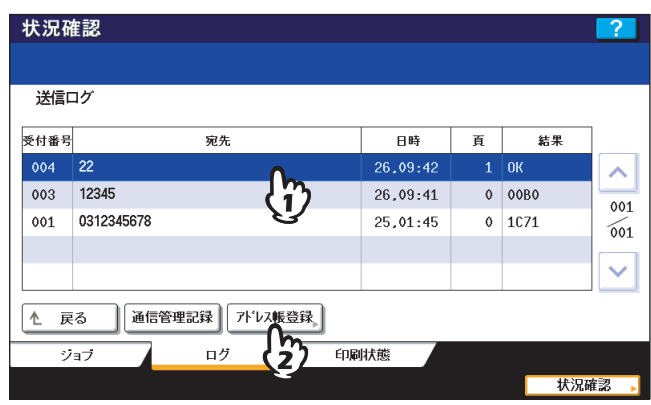 状況確認 ?
送信ログ
受付番号 宛先 日時 頁 結果
004 22 26,09:42 1 OK
003 12345 26,09:41 0 00B0
001 0312345678 25,01:45 0 1C71
001
001
1
戻る 通信管理記録 アドレス帳登録
2
ジョブ ログ 印刷状態
状況確認